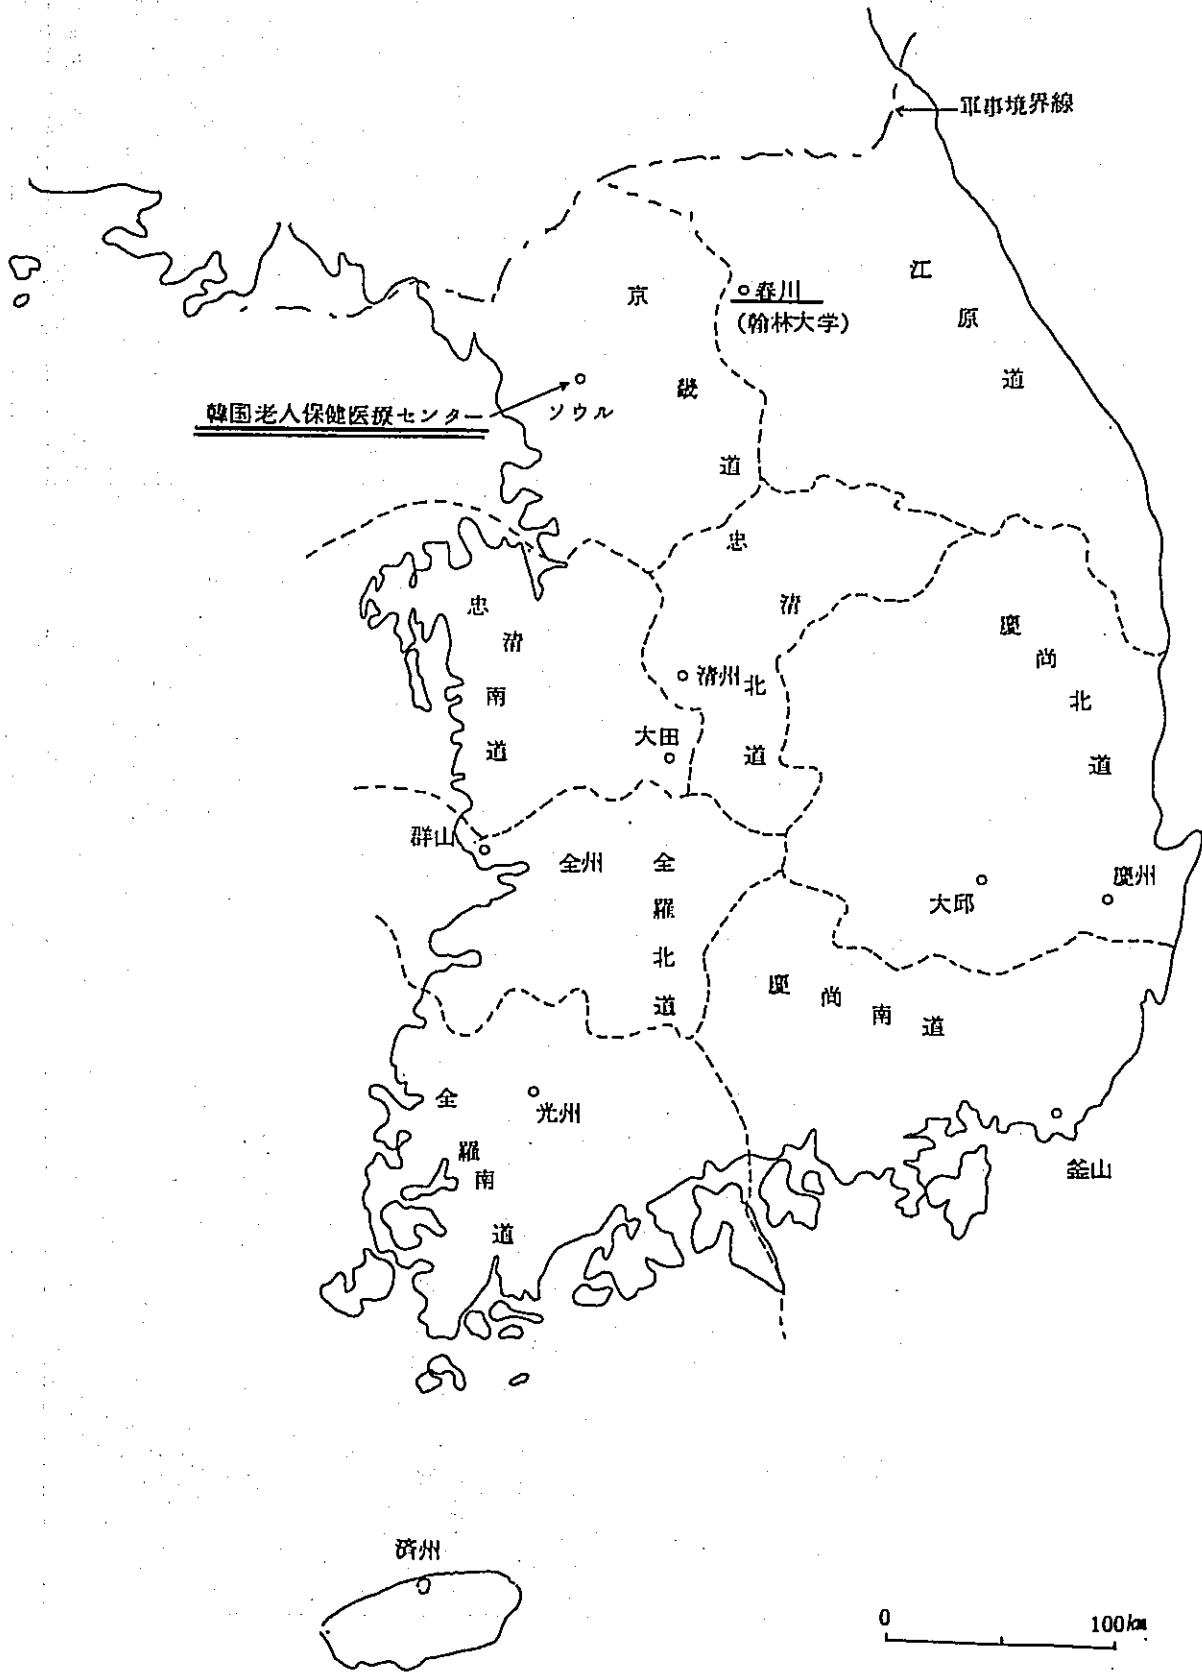 軍事境界線
江原道
京畿道
春川
(翰林大学)
韓国老人保健医療センター
ソウル
忠清北道
忠清南道
慶尚北道
清州
大田
群山
全州
全羅北道
大邱
慶州
慶尚南道
全羅南道
光州
釜山
済州
0 100km